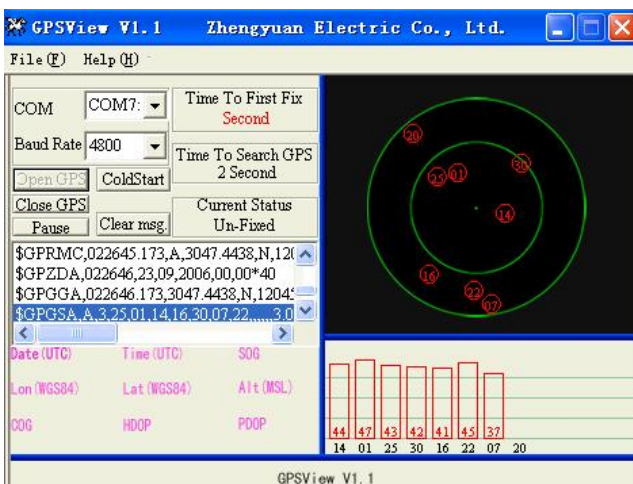 GPSView V1.1 Zhengyuan Electric Co., Ltd.
File(F) Help(H)
COM COM7:
Baud Rate 4800
Open GPS ColdStart
Close GPS
Pause Clear msg.
Time To First Fix
Second
Time To Search GPS
2 Second
Current Status
Un-Fixed
$GPRMC,022645.173,A,3047.4438,N,120
$GPZDA,022646,23,09,2006,00,00*40
$GPGGA,022646.173,3047.4438,N,12045
$GPGSA,A,3,25,01,14,16,30,07,22,,,,,,3.0
Date(UTC) Time(UTC) SOG
Lon(WGS84) Lat(WGS84) Alt(MSL)
COG HDOP PDOP
20
30
25 01
14
16
22
07
44 47 43 42 41 45 37
14 01 25 30 16 22 07 20
GPSView V1.1